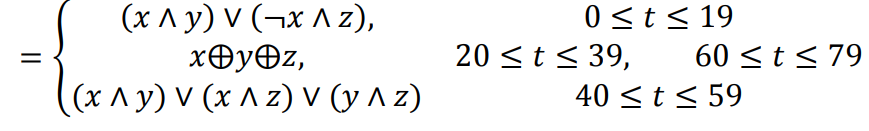 (x ∧ y) ∨ (¬x ∧ z), 0 ≤ t ≤ 19
= { x⊕y⊕z, 20 ≤ t ≤ 39, 60 ≤ t ≤ 79
(x ∧ y) ∨ (x ∧ z) ∨ (y ∧ z) 40 ≤ t ≤ 59